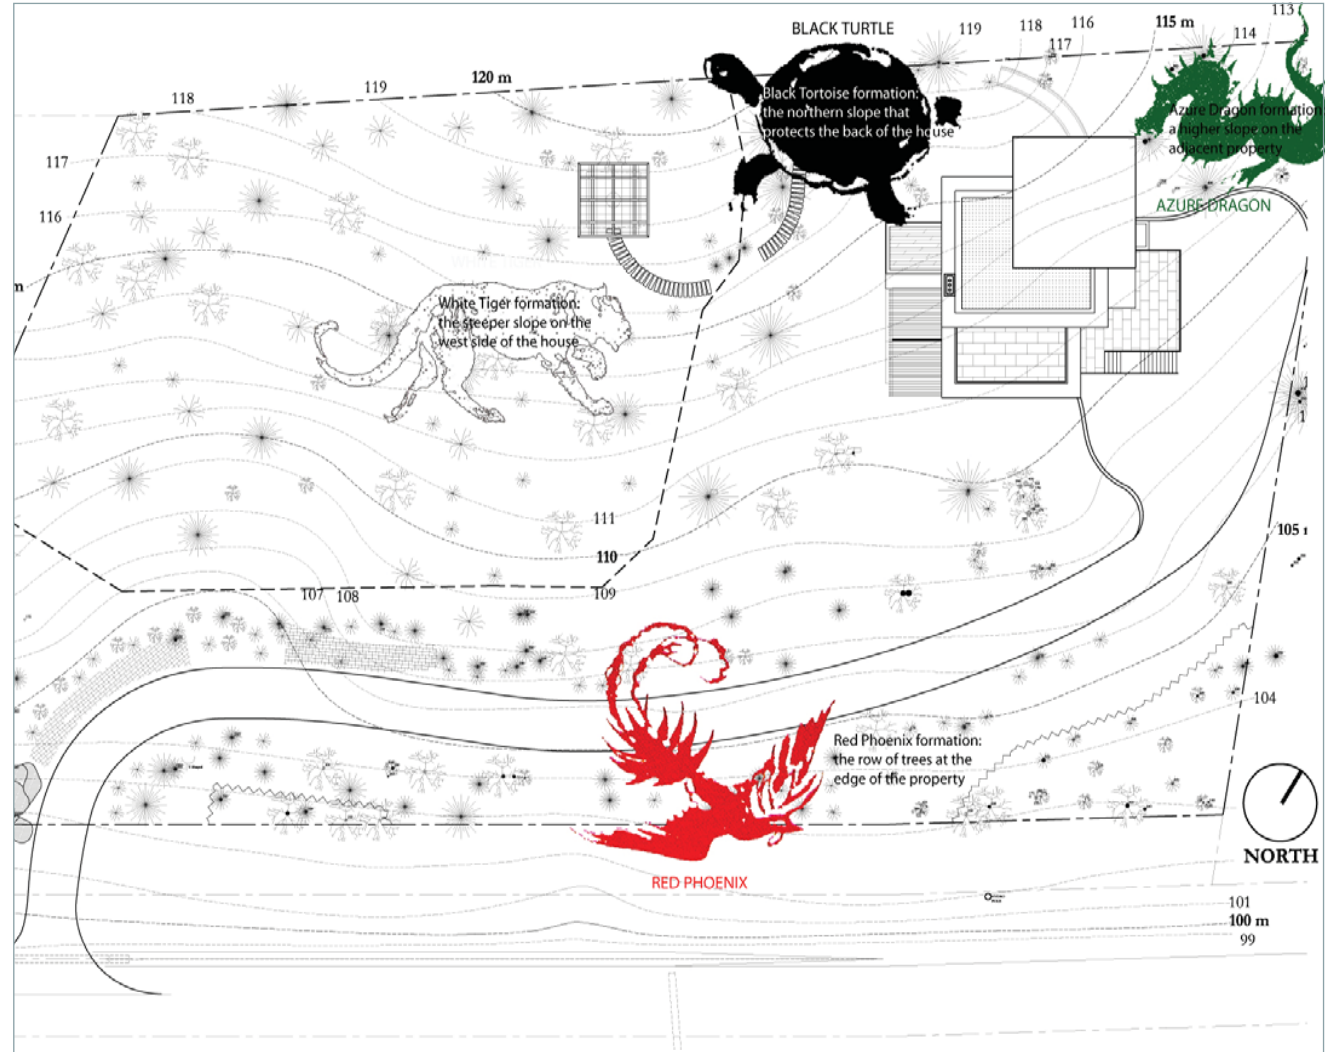 113
BLACK TURTLE
119
118
116
115 m
114
117
120 m
119
118
Black Tortoise formation:
the northern slope that
protects the back of the house
Azure Dragon formation
a higher slope on the
adjacent property
AZURE DRAGON
117
116
m
White Tiger formation:
the steeper slope on the
west side of the house
111
110
105
109
107
108
104
Red Phoenix formation:
the row of trees at the
edge of the property
NORTH
RED PHOENIX
101
100 m
99